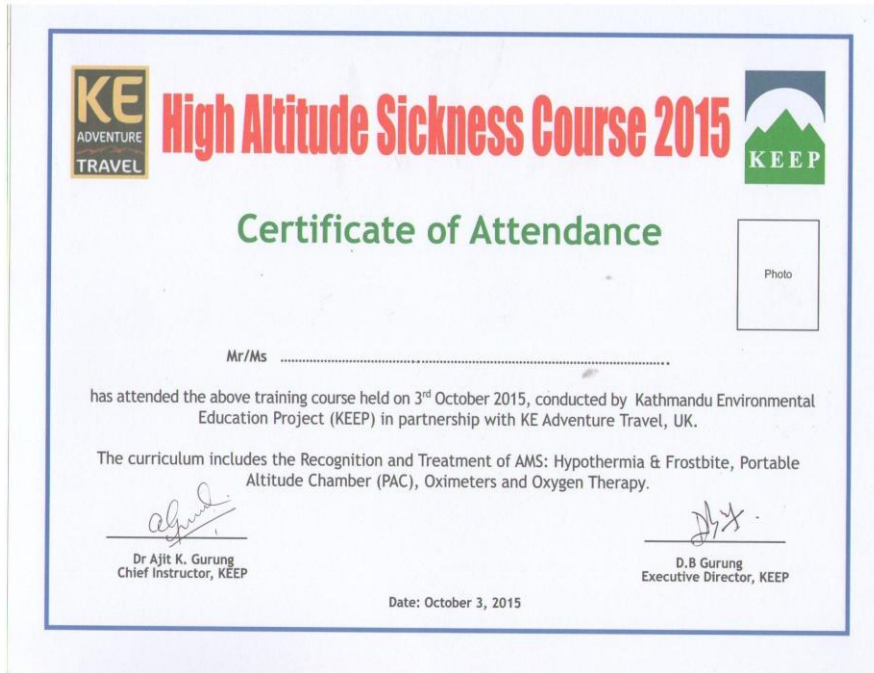 KE
ADVENTURE
TRAVEL
High Altitude Sickness Course 2015
KEEP
Certificate of Attendance
Photo
Mr/Ms ........................................................................................
has attended the above training course held on 3rd October 2015, conducted by Kathmandu Environmental
Education Project (KEEP) in partnership with KE Adventure Travel, UK.
The curriculum includes the Recognition and Treatment of AMS: Hypothermia & Frostbite, Portable
Altitude Chamber (PAC), Oximeters and Oxygen Therapy.
Dr Ajit K. Gurung
Chief Instructor, KEEP
D.B Gurung
Executive Director, KEEP
Date: October 3, 2015